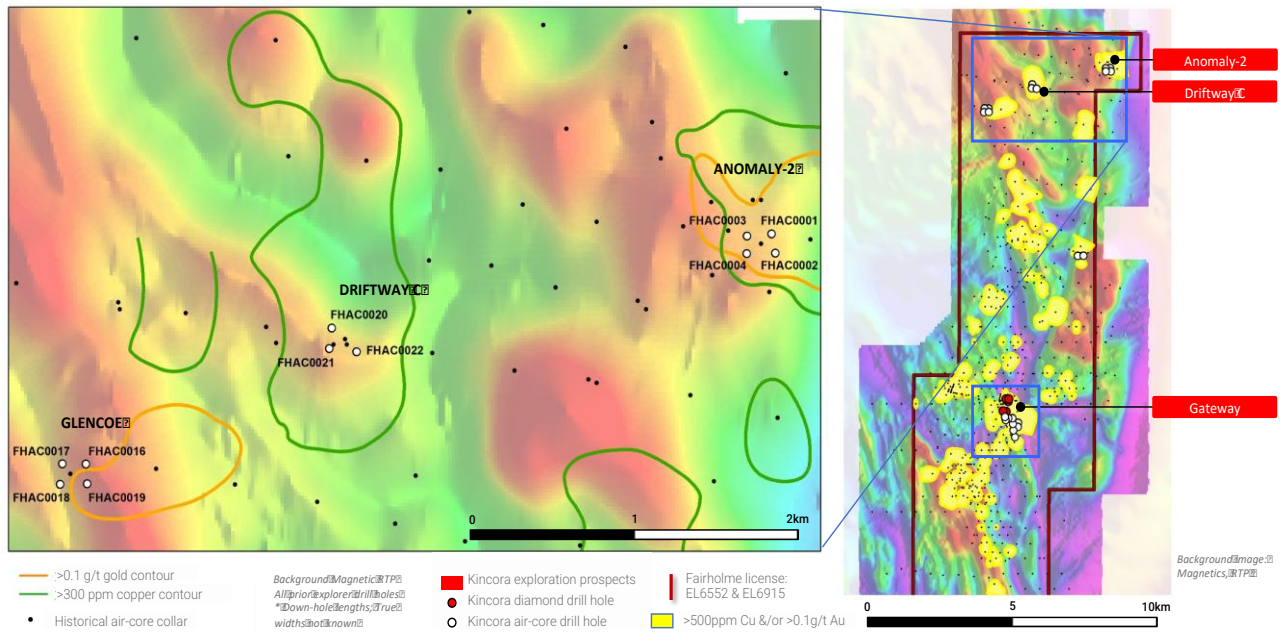 ANOMALY-2
FHAC0003 FHAC0001
FHAC0004 FHAC0002
DRIFTWAY C
FHAC0020
FHAC0021 FHAC0022
GLENCOE
FHAC0017 FHAC0016
FHAC0018 FHAC0019
0 1 2km
Anomaly-2
Driftway C
Gateway
>0.1 g/t gold contour
>300 ppm copper contour
Historical air-core collar
Background Magnetic RTP
All prior explorer drill holes
* Down-hole lengths, True
widths not known
Kincora exploration prospects
Kincora diamond drill hole
Kincora air-core drill hole
Fairholme license:
EL6552 & EL6915
>500ppm Cu &/or >0.1g/t Au
Background image:
Magnetics, RTP
0 5 10km